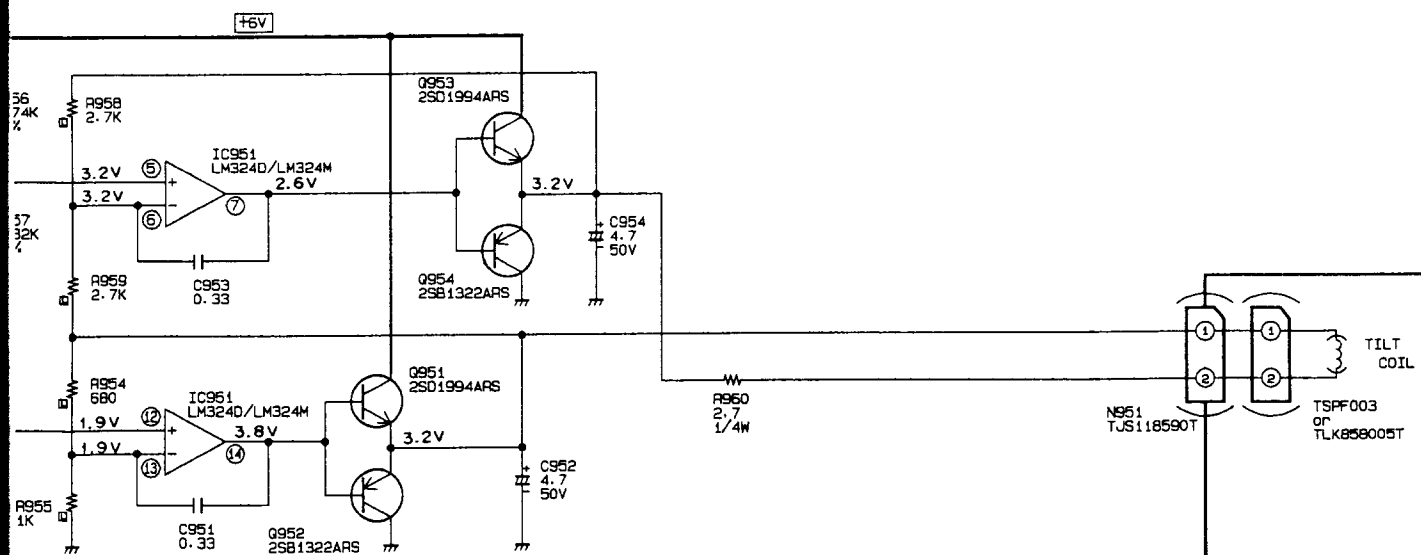 +6V
56
74K
%
R958
2.7K
IC951
LM324D/LM324M
5
3.2V
+
3.2V
-
6
7
2.6V
57
32K
%
C953
0.33
R959
2.7K
Q953
2SD1994ARS
3.2V
Q954
2SB1322ARS
+
C954
4.7
50V
-
R954
680
IC951
LM324D/LM324M
12
1.9V
+
1.9V
-
13
14
3.8V
R955
1K
C951
0.33
Q951
2SD1994ARS
3.2V
Q952
2SB1322ARS
+
C952
4.7
50V
-
R960
2.7
1/4W
1
2
N951
TJS118590T
1
2
TILT
COIL
TSPF003
or
TLK858005T